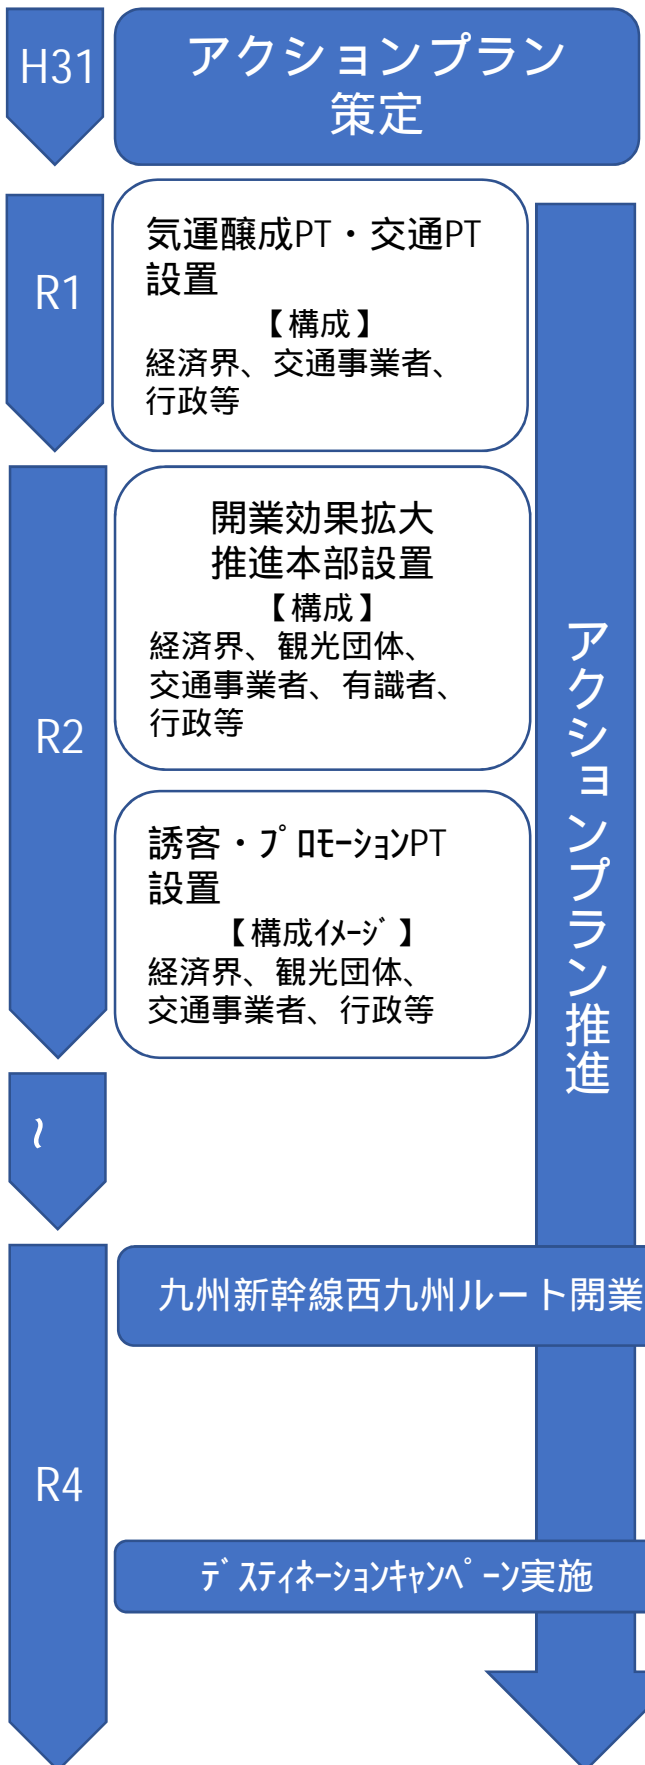 H31
アクションプラン
策定
R1
気運醸成PT・交通PT
設置
【構成】
経済界、交通事業者、
行政等
R2
開業効果拡大
推進本部設置
【構成】
経済界、観光団体、
交通事業者、有識者、
行政等
誘客・ﾌﾟﾛﾓｰｼｮﾝPT
設置
【構成ｲﾒｰｼﾞ】
経済界、観光団体、
交通事業者、行政等
アクションプラン推進
~
R4
九州新幹線西九州ルート開業
ﾃﾞｽﾃｨﾈｰｼｮﾝｷｬﾝﾍﾟｰﾝ実施